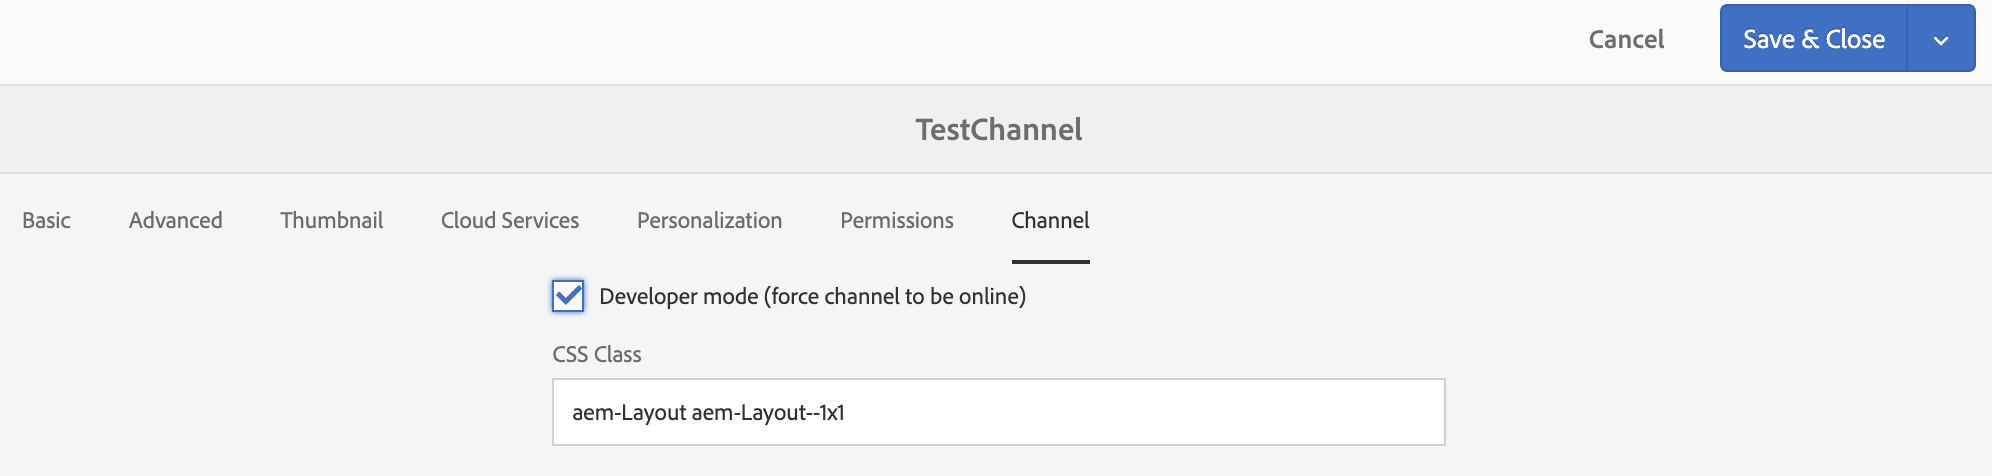 Cancel Save & Close
TestChannel
Basic Advanced Thumbnail Cloud Services Personalization Permissions Channel
Developer mode (force channel to be online)
CSS Class
aem-Layout aem-Layout--1x1